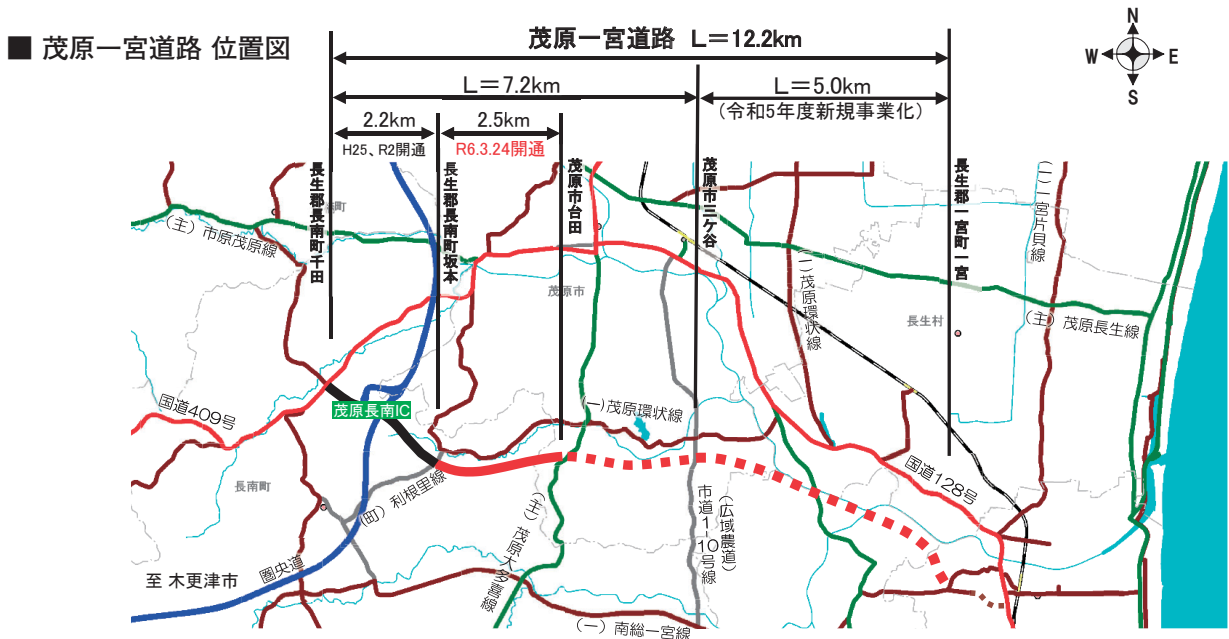 ■ 茂原一宮道路 位置図
茂原一宮道路 L＝12.2km
L＝7.2km
L＝5.0km
(令和5年度新規事業化)
2.2km
H25、R2開通
2.5km
R6.3.24開通
N
W
E
S
長生郡長南町千田
長生郡長南町坂本
茂原市台田
茂原市三ケ谷
長生郡一宮町一宮
(一)一宮片貝線
(主)市原茂原線
茂原市
(一)茂原環状線
長生村
(主)茂原長生線
国道409号
茂原長南IC
(一)茂原環状線
国道128号
長南町
(町)利根里線
(主)茂原大多喜線
市道1-10号線
(広域農道)
圏央道
至 木更津市
(一)南総一宮線